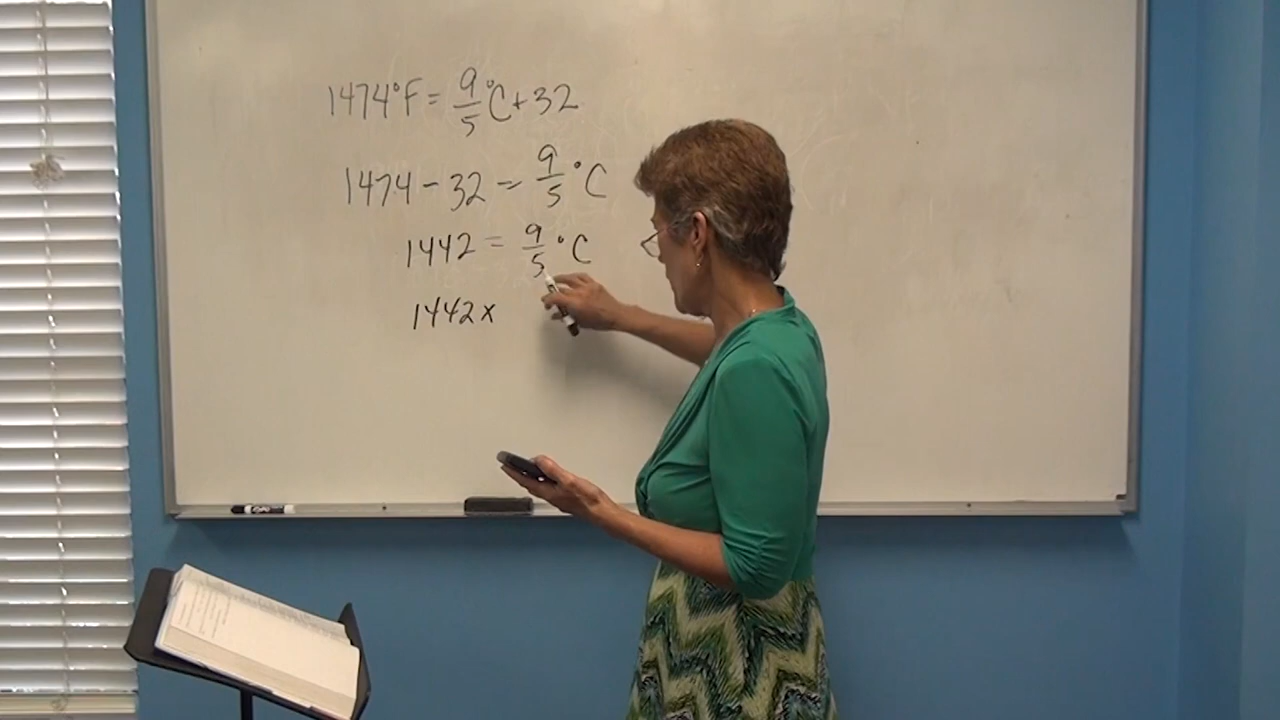 1474°F = 9/5 °C + 32
1474 - 32 = 9/5 °C
1442 = 9/5 °C
1442 x